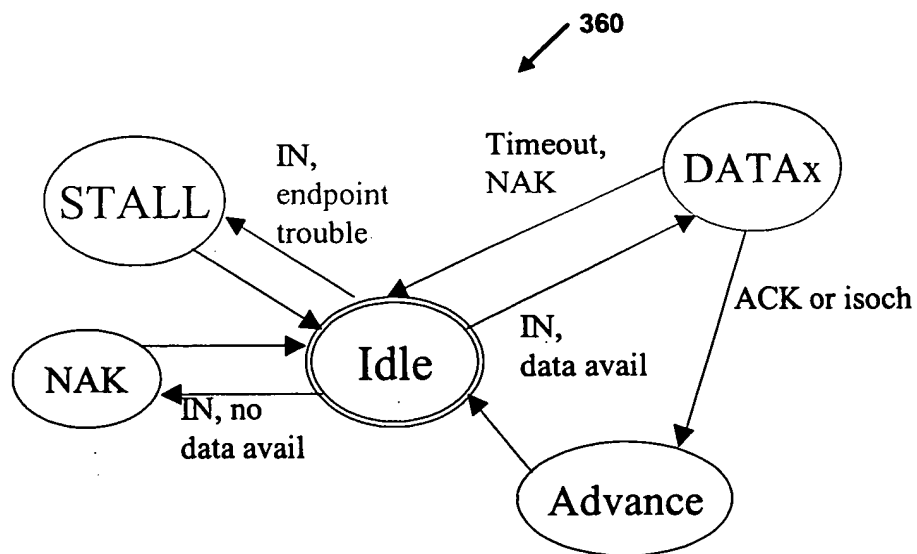 360
STALL
IN,
endpoint
trouble
Timeout,
NAK
DATAx
ACK or isoch
Idle
IN,
data avail
NAK
IN, no
data avail
Advance